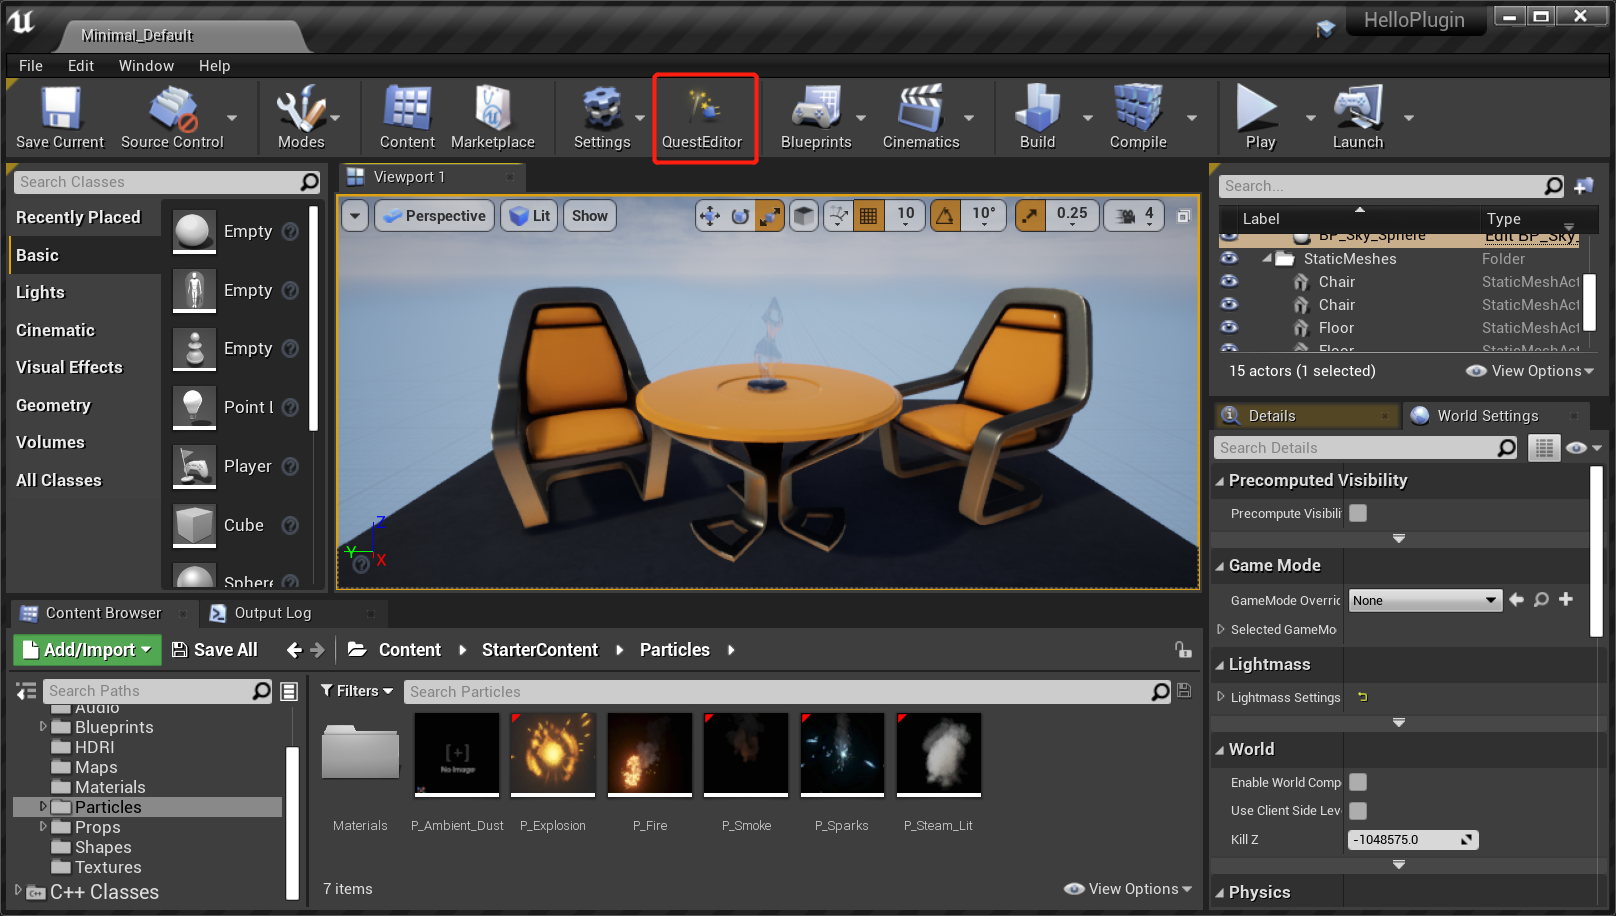 Minimal_Default
HelloPlugin
File Edit Window Help
Save Current Source Control Modes Content Marketplace Settings QuestEditor Blueprints Cinematics Build Compile Play Launch
Search Classes
Recently Placed
Basic
Lights
Cinematic
Visual Effects
Geometry
Volumes
All Classes
Empty
Empty
Empty
Point L
Player
Cube
Sphere
Viewport 1
Perspective Lit Show 10 10° 0.25 4
Z
Y
X
Search...
Label Type
BP_Sky_Sphere Edit BP_Sky_
StaticMeshes Folder
Chair StaticMeshAct
Chair StaticMeshAct
Floor StaticMeshAct
Floor StaticMeshAct
15 actors (1 selected) View Options
Details World Settings
Search Details
Precomputed Visibility
Precompute Visibili
Game Mode
GameMode Overric None
Selected GameMo
Lightmass
Lightmass Settings
World
Enable World Comp
Use Client Side Lev
Kill Z -1048575.0
Physics
Content Browser Output Log
Add/Import Save All Content StarterContent Particles
Search Paths
Filters Search Particles
Audio
Blueprints
HDRI
Maps
Materials
Particles
Props
Shapes
Textures
C++ Classes
[+]
No Image
Materials P_Ambient_Dust P_Explosion P_Fire P_Smoke P_Sparks P_Steam_Lit
7 items View Options